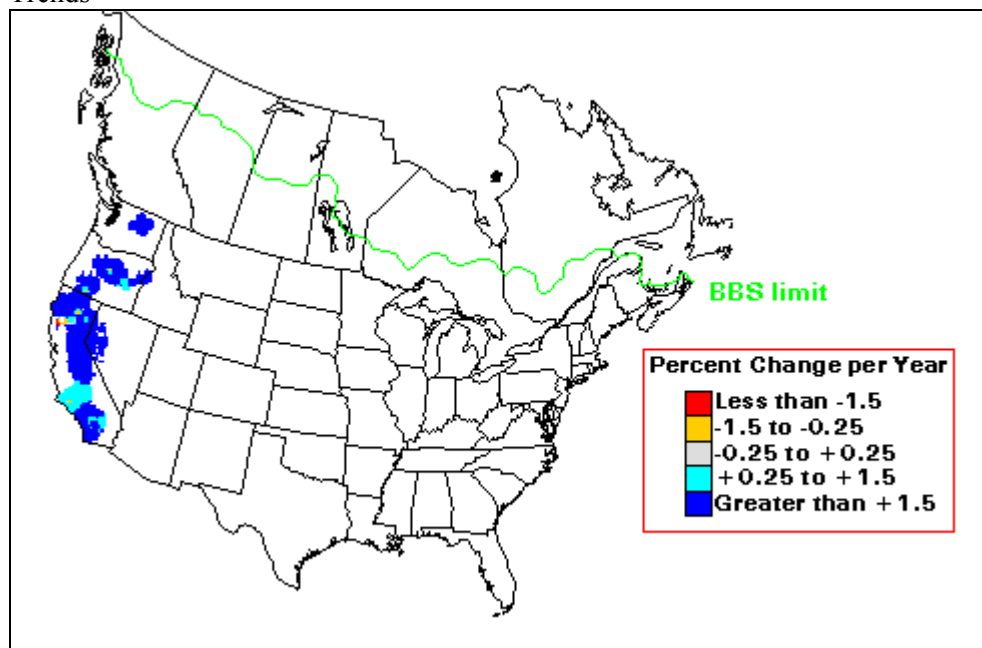 Trends
BBS limit
Percent Change per Year
Less than -1.5
-1.5 to -0.25
-0.25 to +0.25
+0.25 to +1.5
Greater than +1.5